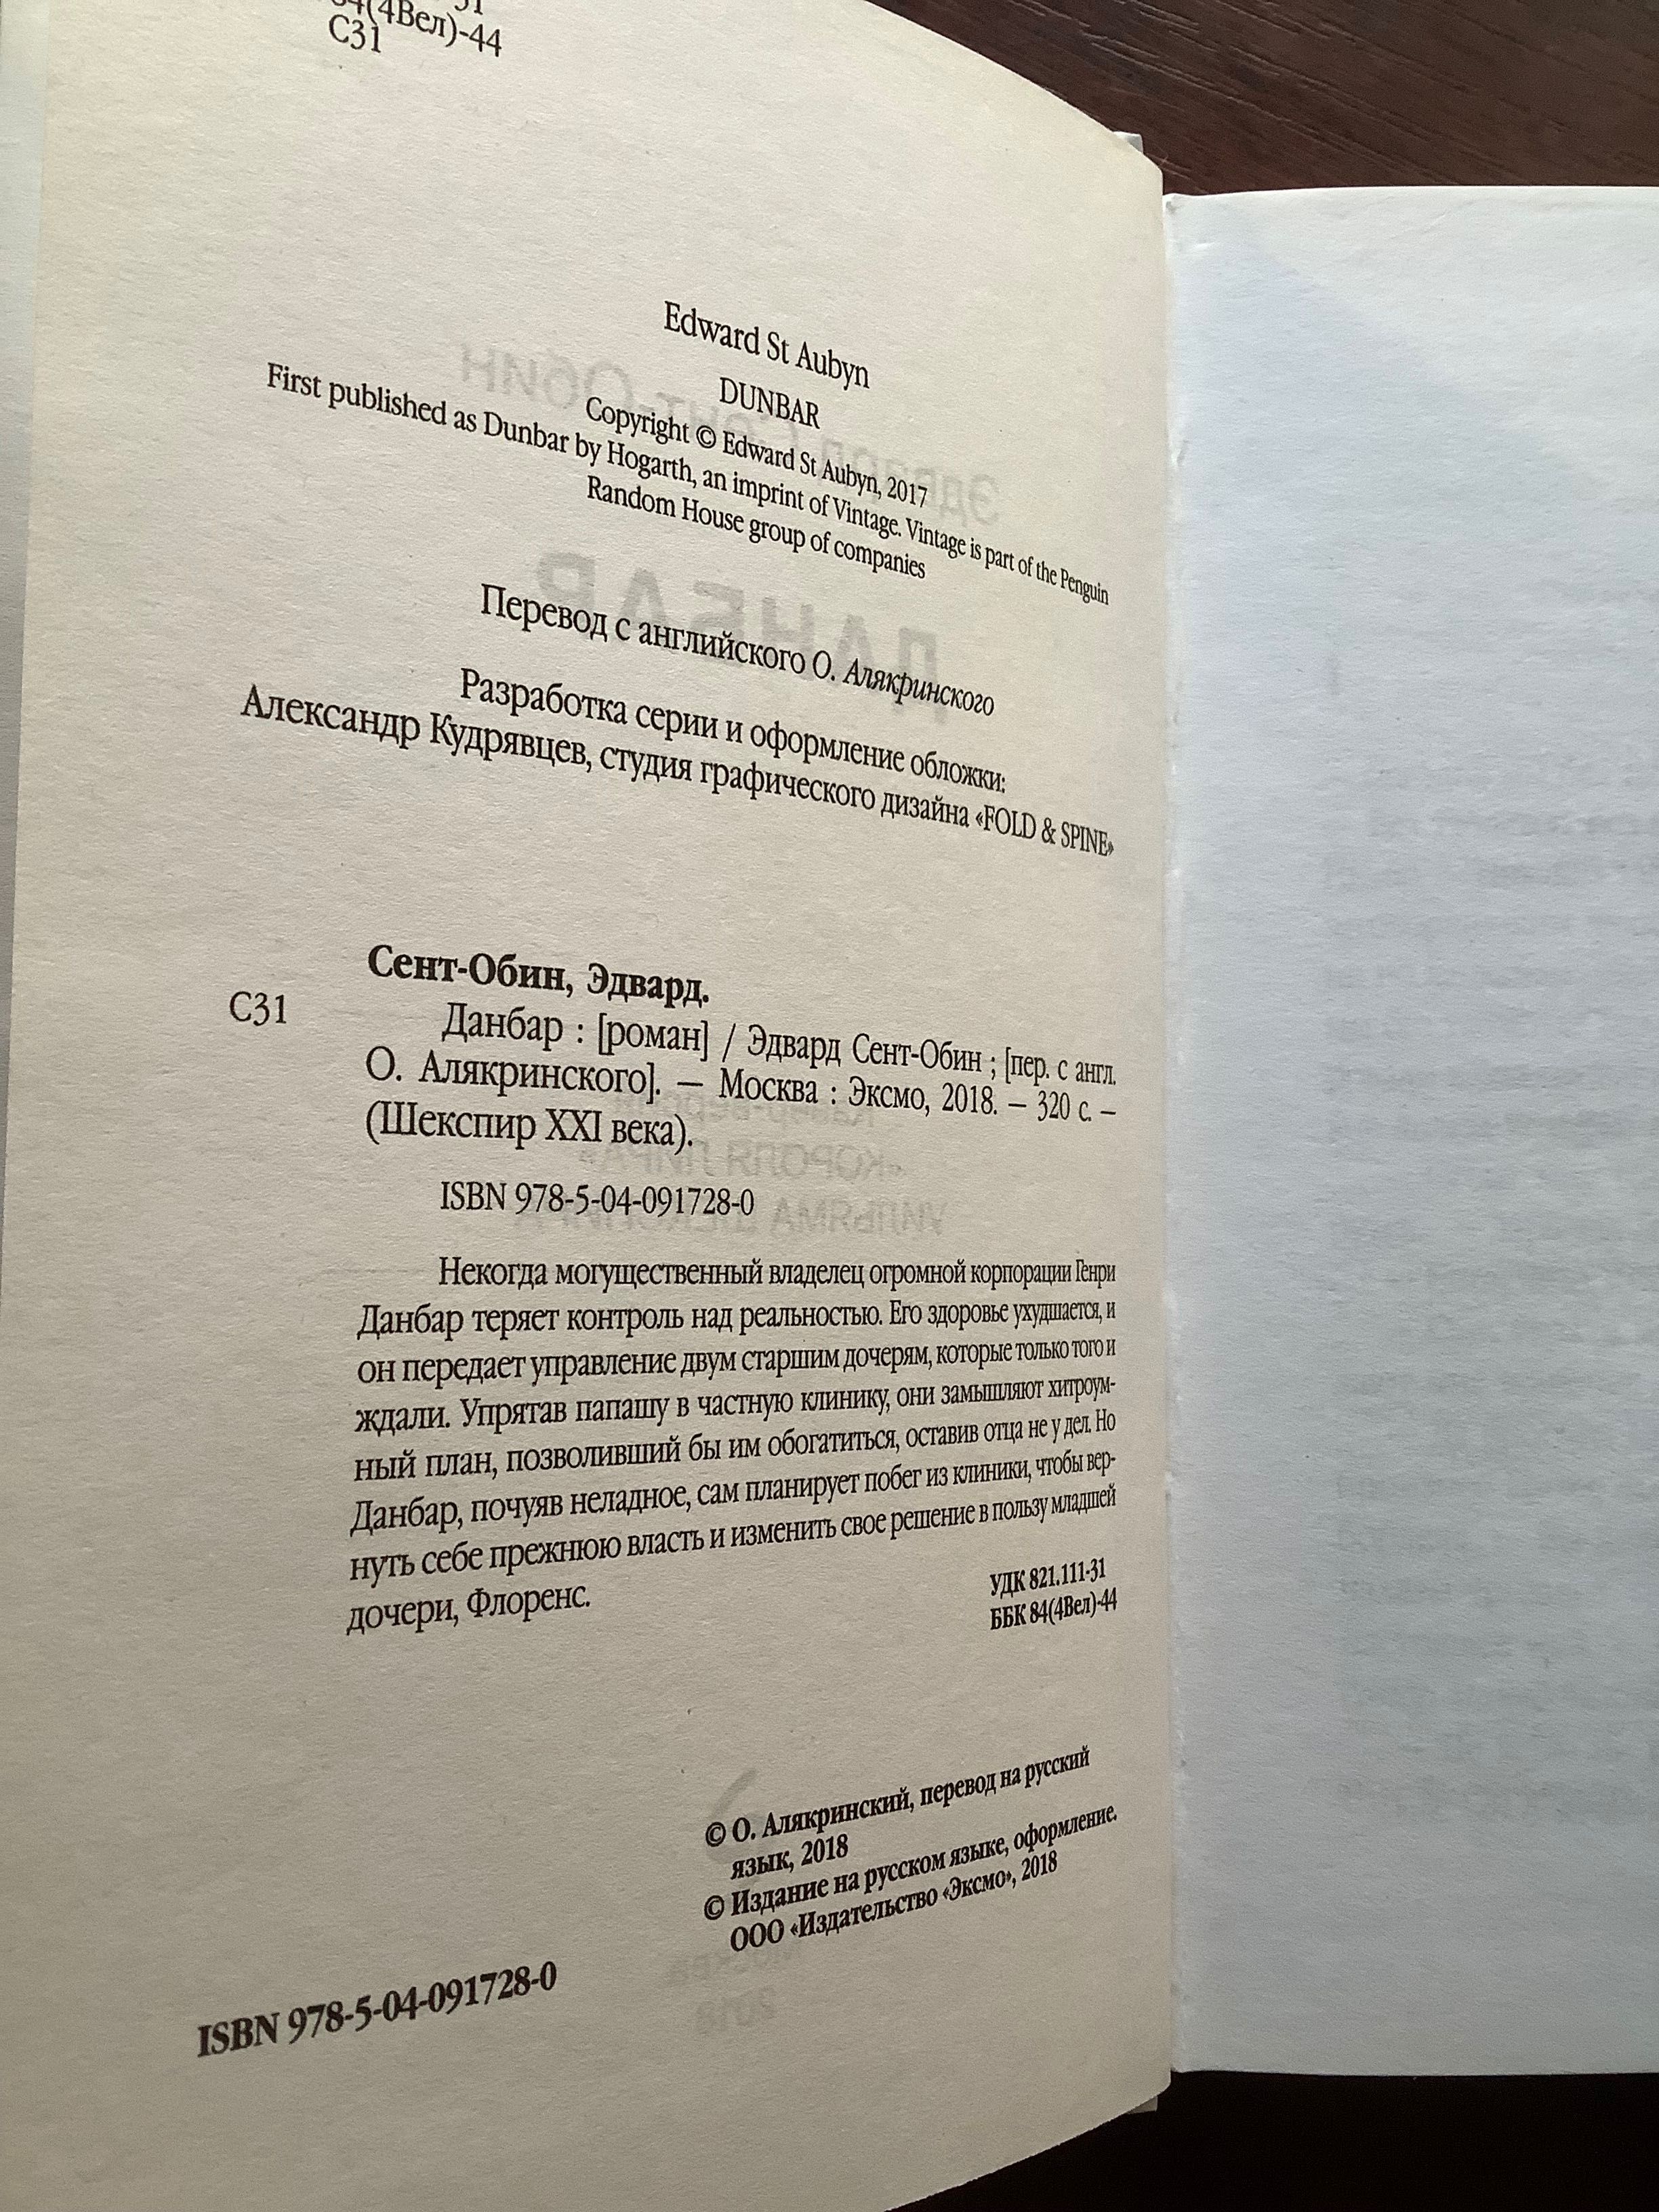 84(4Вел)-44
С31
Edward St Aubyn
DUNBAR
Copyright © Edward St Aubyn, 2017
First published as Dunbar by Hogarth, an imprint of Vintage. Vintage is part of the Penguin
Random House group of companies
Перевод с английского О. Алякринского
Разработка серии и оформление обложки:
Александр Кудрявцев, студия графического дизайна «FOLD & SPINE»
Сент-Обин, Эдвард.
С31
Данбар : [роман] / Эдвард Сент-Обин ; [пер. с англ.
О. Алякринского]. — Москва : Эксмо, 2018. — 320 с. —
(Шекспир XXI века).
ISBN 978-5-04-091728-0
Некогда могущественный владелец огромной корпорации Генри
Данбар теряет контроль над реальностью. Его здоровье ухудшается, и
он передает управление двум старшим дочерям, которые только того и
ждали. Упрятав папашу в частную клинику, они замышляют хитроум-
ный план, позволивший бы им обогатиться, оставив отца не у дел. Но
Данбар, почуяв неладное, сам планирует побег из клиники, чтобы вер-
нуть себе прежнюю власть и изменить свое решение в пользу младшей
дочери, Флоренс.
УДК 821.111-31
ББК 84(4Вел)-44
© О. Алякринский, перевод на русский
язык, 2018
© Издание на русском языке, оформление.
ООО «Издательство «Эксмо», 2018
ISBN 978-5-04-091728-0